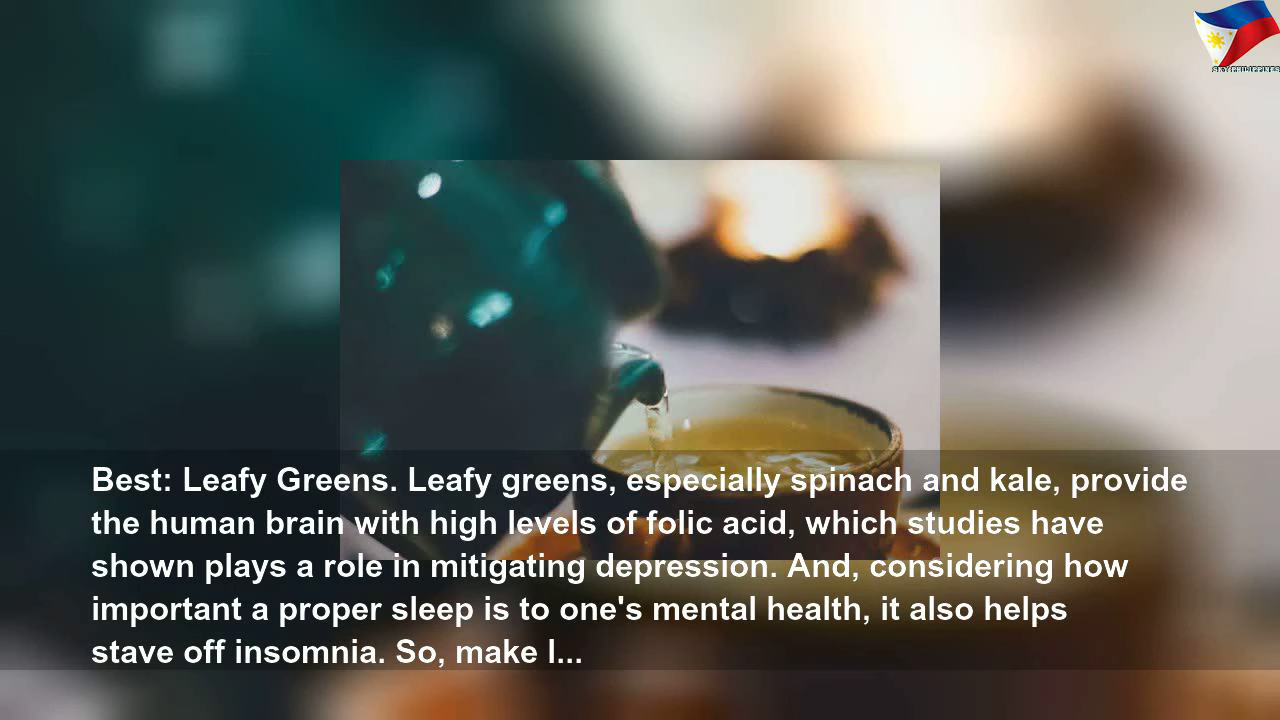 SKYPHILIPPINES
Best: Leafy Greens. Leafy greens, especially spinach and kale, provide
the human brain with high levels of folic acid, which studies have
shown plays a role in mitigating depression. And, considering how
important a proper sleep is to one's mental health, it also helps
stave off insomnia. So, make l...